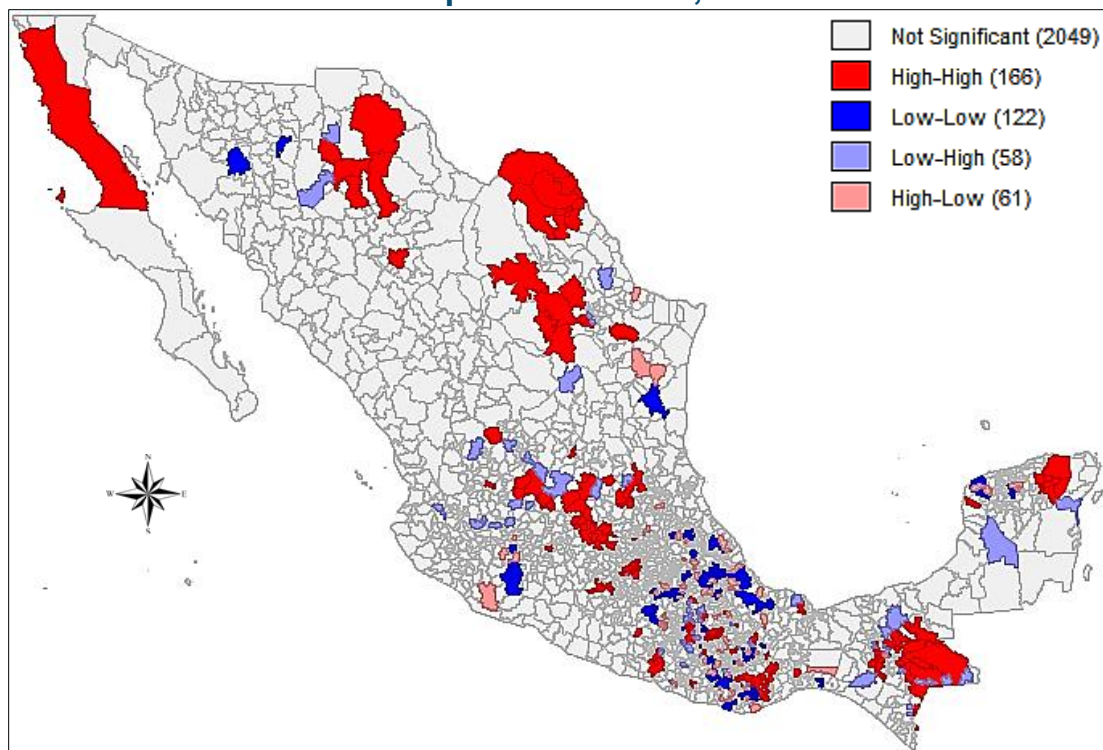 Not Significant (2049)
High-High (166)
Low-Low (122)
Low-High (58)
High-Low (61)
N
W E
S